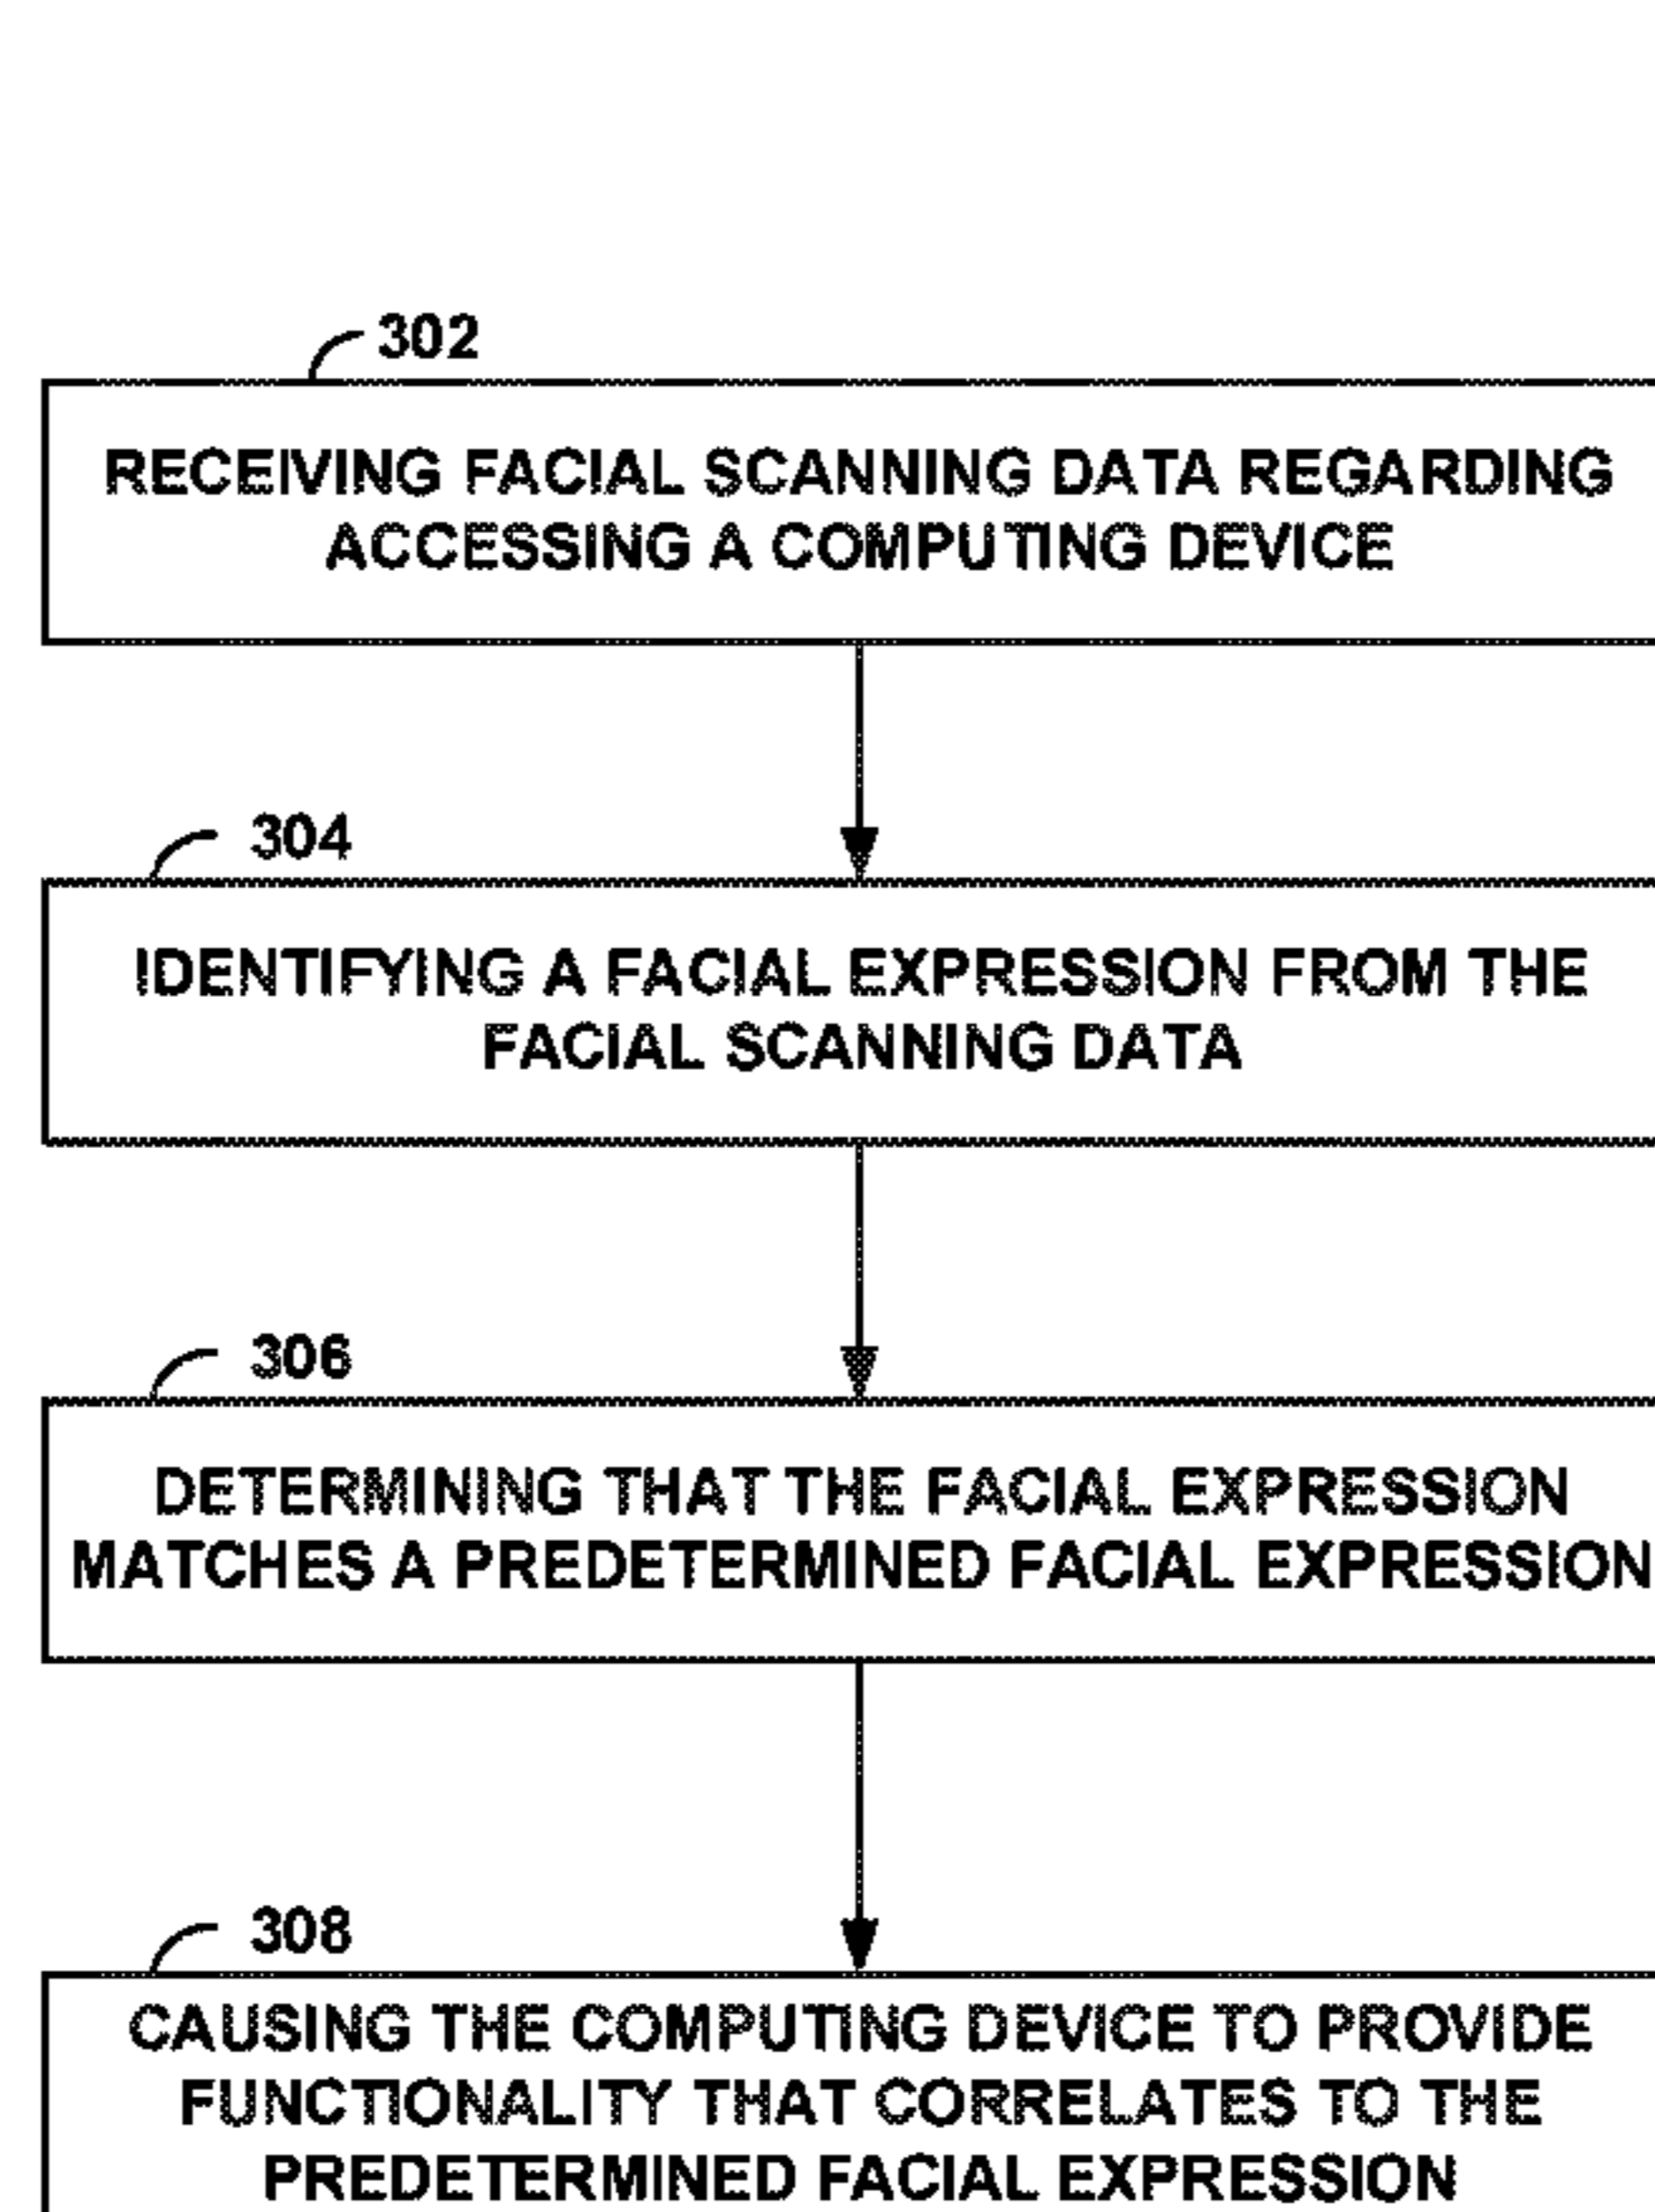 302
RECEIVING FACIAL SCANNING DATA REGARDING
ACCESSING A COMPUTING DEVICE
304
IDENTIFYING A FACIAL EXPRESSION FROM THE
FACIAL SCANNING DATA
306
DETERMINING THAT THE FACIAL EXPRESSION
MATCHES A PREDETERMINED FACIAL EXPRESSION
308
CAUSING THE COMPUTING DEVICE TO PROVIDE
FUNCTIONALITY THAT CORRELATES TO THE
PREDETERMINED FACIAL EXPRESSION